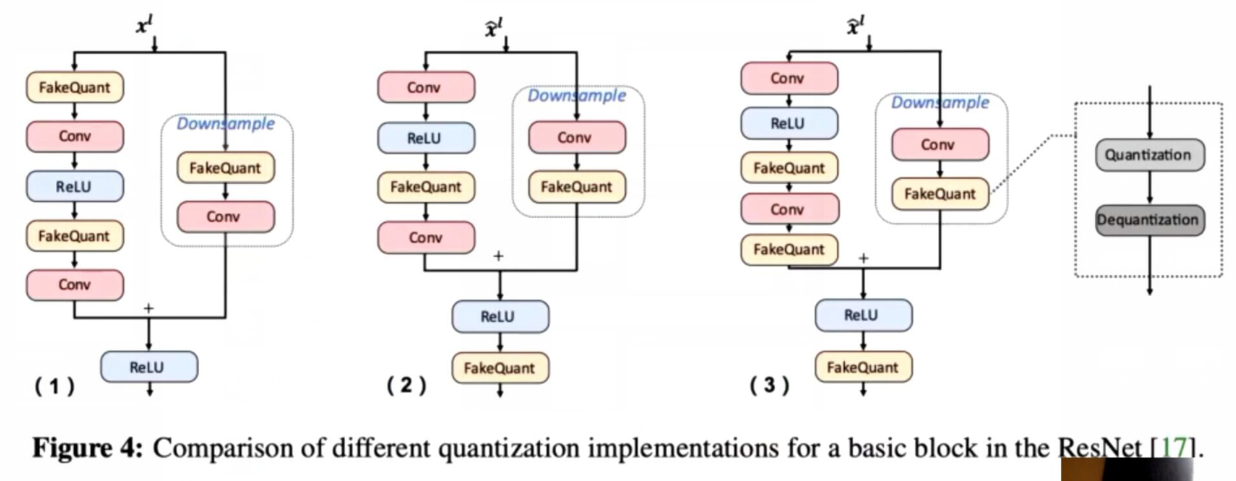 x^l
FakeQuant
Conv
ReLU
FakeQuant
Conv
Downsample
FakeQuant
Conv
+
ReLU
(1)
x̂^l
Conv
ReLU
FakeQuant
Conv
Downsample
Conv
FakeQuant
+
ReLU
FakeQuant
(2)
x̂^l
Conv
ReLU
FakeQuant
Conv
FakeQuant
Downsample
Conv
FakeQuant
+
ReLU
FakeQuant
(3)
Quantization
Dequantization
Figure 4: Comparison of different quantization implementations for a basic block in the ResNet [17].